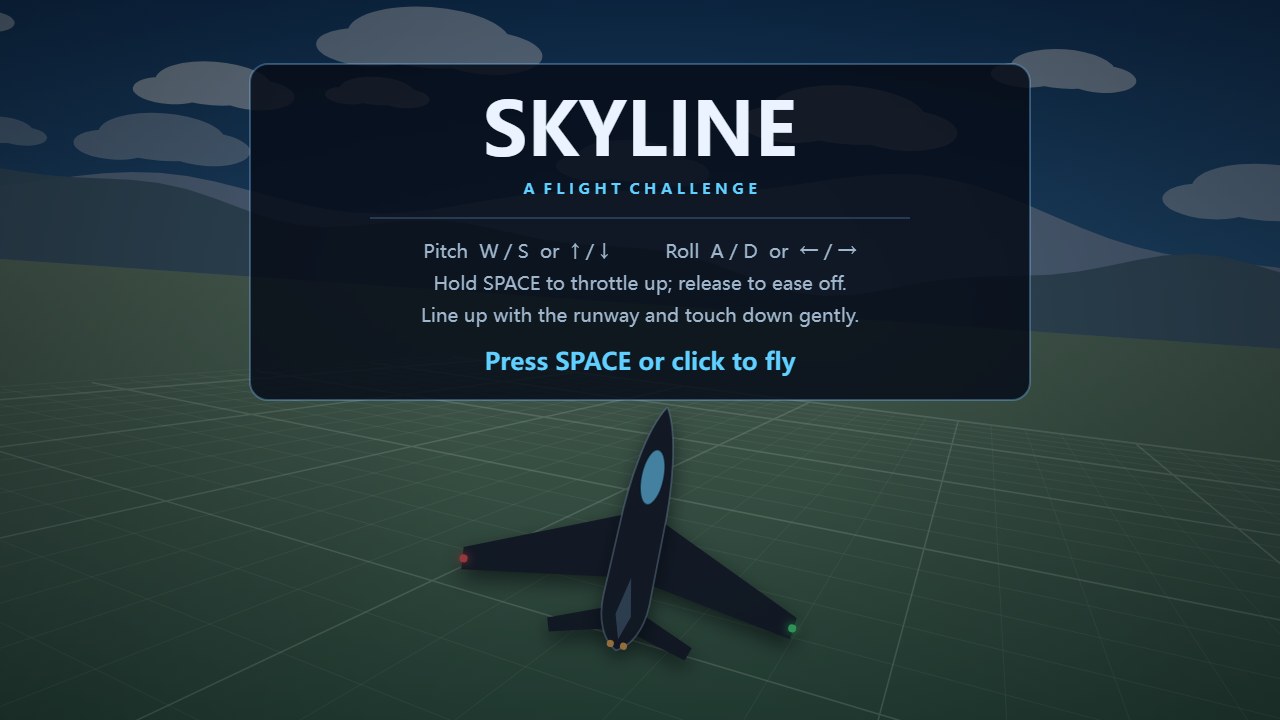 SKYLINE
A FLIGHT CHALLENGE
Pitch W / S or ↑ / ↓ Roll A / D or ← / →
Hold SPACE to throttle up; release to ease off.
Line up with the runway and touch down gently.
Press SPACE or click to fly